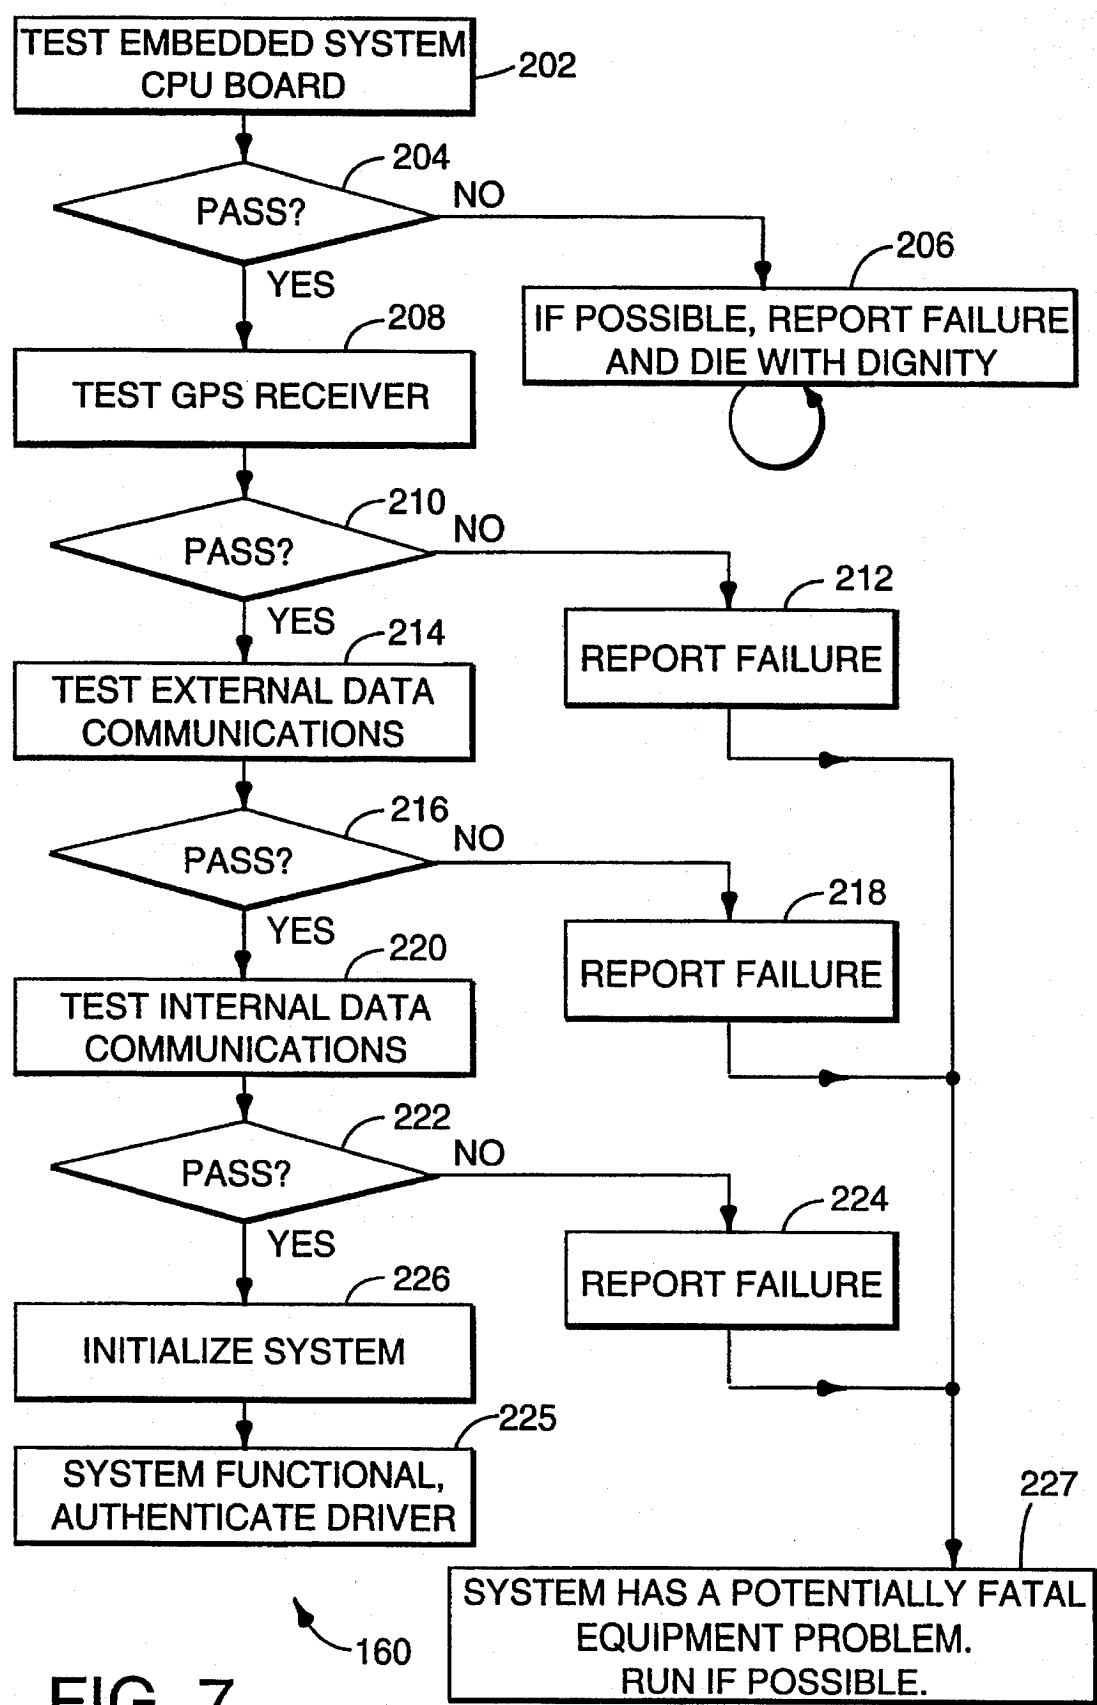 TEST EMBEDDED SYSTEM
CPU BOARD
202
204
PASS?
NO
YES
206
IF POSSIBLE, REPORT FAILURE
AND DIE WITH DIGNITY
208
TEST GPS RECEIVER
210
PASS?
NO
YES
212
REPORT FAILURE
214
TEST EXTERNAL DATA
COMMUNICATIONS
216
PASS?
NO
YES
218
REPORT FAILURE
220
TEST INTERNAL DATA
COMMUNICATIONS
222
PASS?
NO
YES
224
REPORT FAILURE
226
INITIALIZE SYSTEM
225
SYSTEM FUNCTIONAL,
AUTHENTICATE DRIVER
227
SYSTEM HAS A POTENTIALLY FATAL
EQUIPMENT PROBLEM.
RUN IF POSSIBLE.
160
FIG. 7